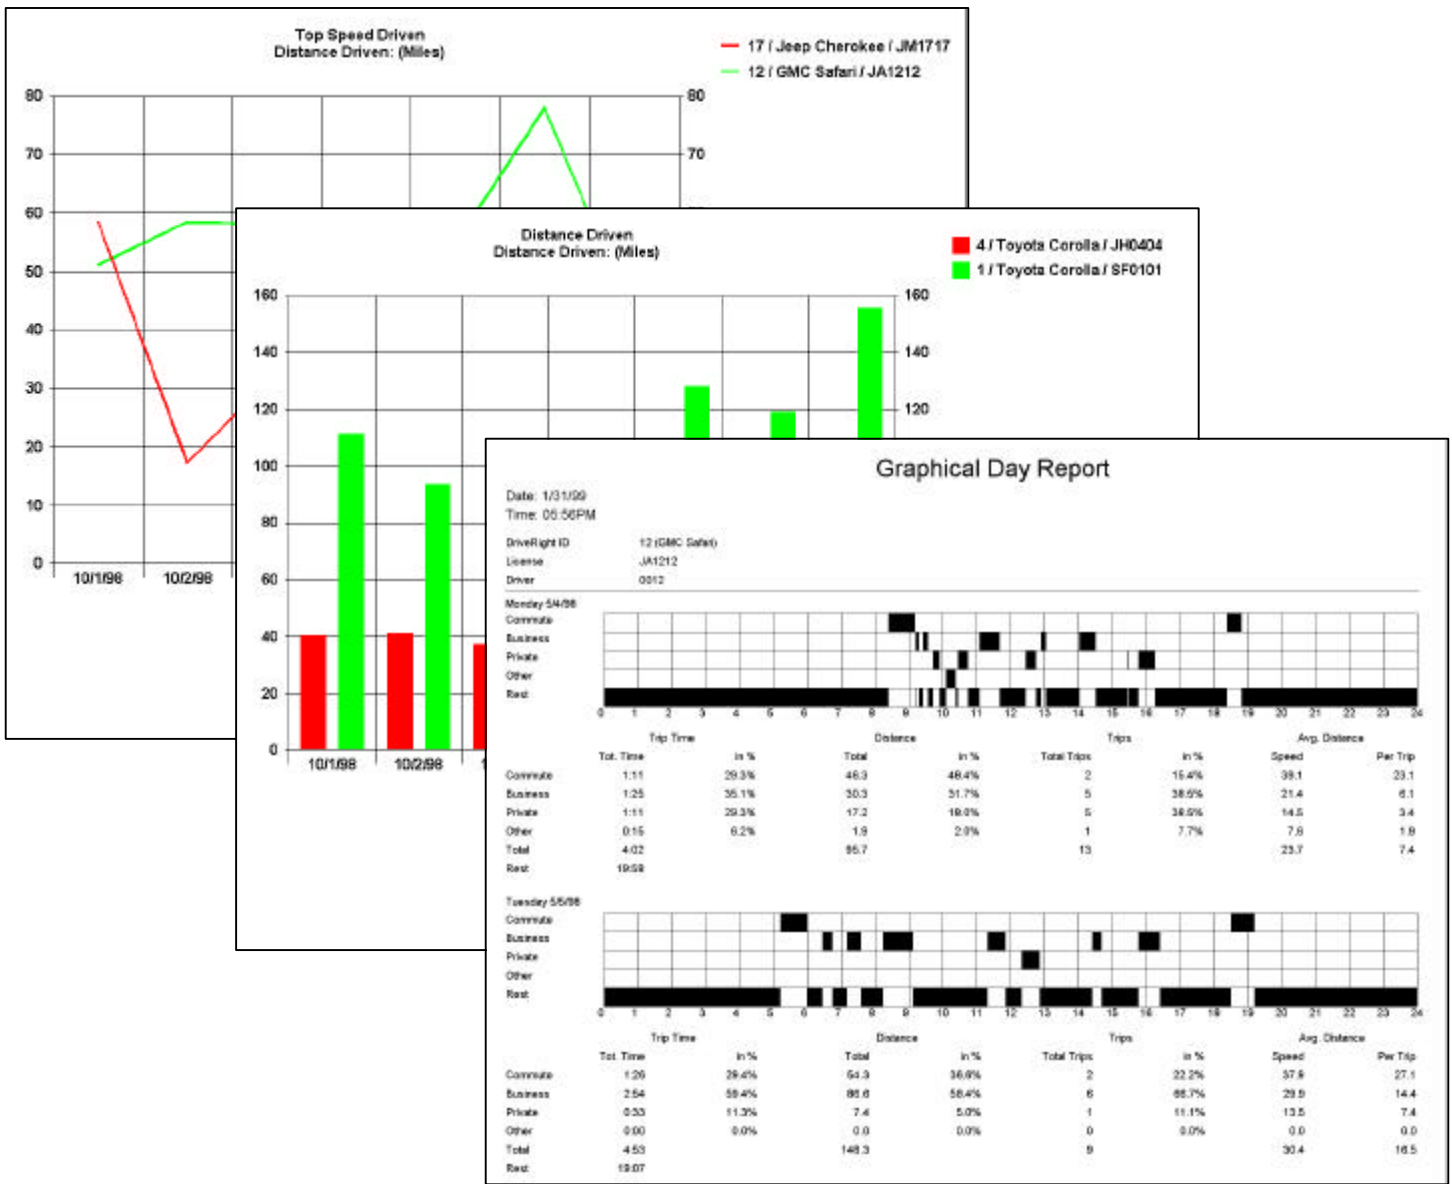 Top Speed Driven
Distance Driven: (Miles)
17 / Jeep Cherokee / JM1717
12 / GMC Safari / JA1212
80 80
70 70
60
50
40
30
20
10
0
10/1/98 10/2/98
Distance Driven
Distance Driven: (Miles)
4 / Toyota Corolla / JH0404
1 / Toyota Corolla / SF0101
160 160
140 140
120 120
100
80
60
40
20
0
10/1/98 10/2/98 1
Graphical Day Report
Date: 1/31/99
Time: 05:56PM
DriveRight ID 12 (GMC Safari)
License JA1212
Driver 0012
Monday 5/4/98
Commute
Business
Private
Other
Rest
0 1 2 3 4 5 6 7 8 9 10 11 12 13 14 15 16 17 18 19 20 21 22 23 24
Trip Time Distance Trips Avg. Distance
Tot. Time in % Total in % Total Trips in % Speed Per Trip
Commute 1:11 29.3% 46.3 48.4% 2 15.4% 39.1 23.1
Business 1:25 35.1% 30.3 31.7% 5 38.5% 21.4 6.1
Private 1:11 29.3% 17.2 18.0% 5 38.5% 14.5 3.4
Other 0:15 6.2% 1.9 2.0% 1 7.7% 7.6 1.9
Total 4:02 95.7 13 23.7 7.4
Rest 19:58
Tuesday 5/5/98
Commute
Business
Private
Other
Rest
0 1 2 3 4 5 6 7 8 9 10 11 12 13 14 15 16 17 18 19 20 21 22 23 24
Trip Time Distance Trips Avg. Distance
Tot. Time in % Total in % Total Trips in % Speed Per Trip
Commute 1:26 29.4% 54.3 36.6% 2 22.2% 37.9 27.1
Business 2:54 59.4% 86.6 58.4% 6 66.7% 29.9 14.4
Private 0:33 11.3% 7.4 5.0% 1 11.1% 13.5 7.4
Other 0:00 0.0% 0.0 0.0% 0 0.0% 0.0 0.0
Total 4:53 148.3 9 30.4 16.5
Rest 19:07